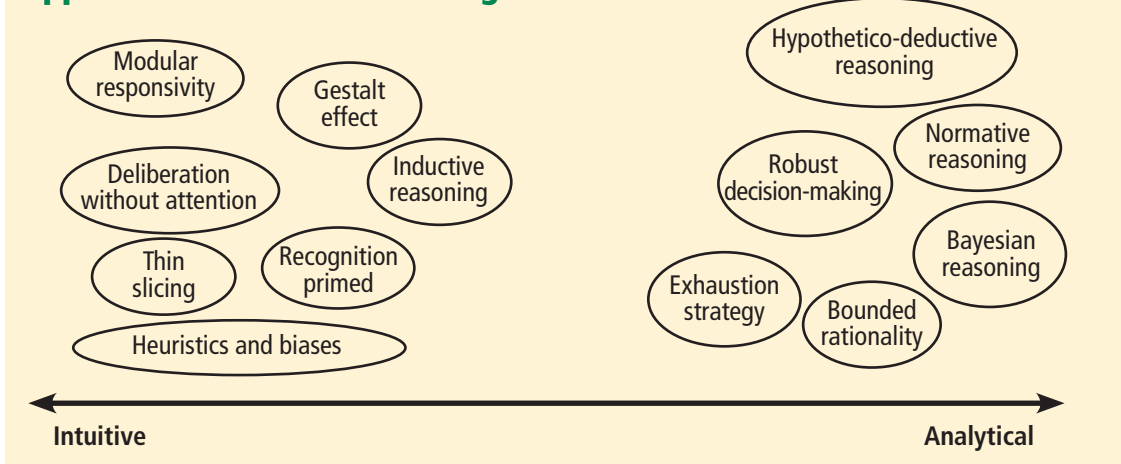 Modular
responsivity
Gestalt
effect
Deliberation
without attention
Inductive
reasoning
Thin
slicing
Recognition
primed
Heuristics and biases
Hypothetico-deductive
reasoning
Normative
reasoning
Robust
decision-making
Bayesian
reasoning
Exhaustion
strategy
Bounded
rationality
Intuitive
Analytical